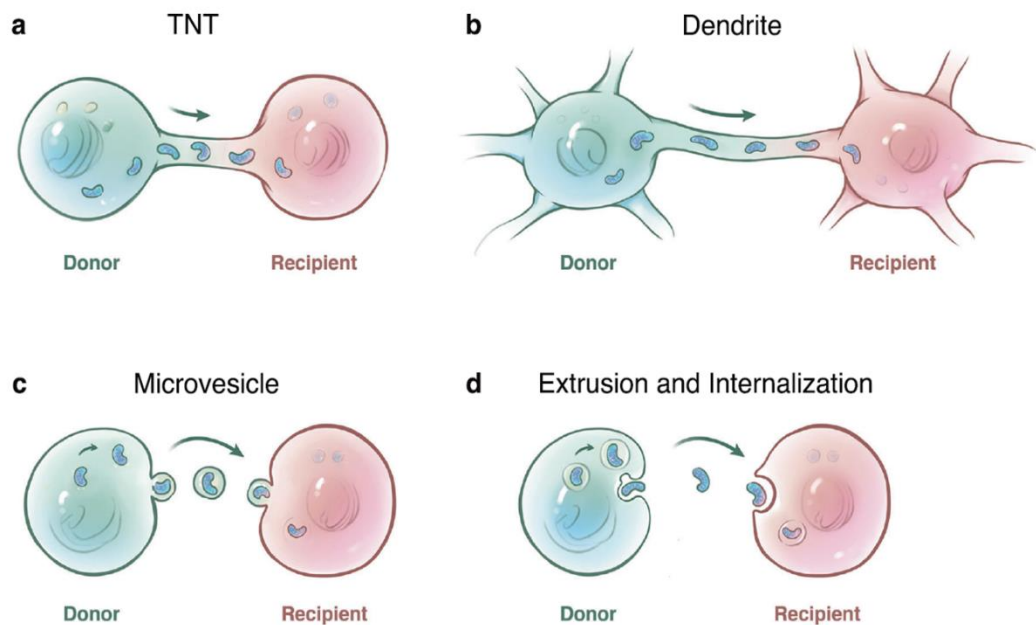 a TNT
b Dendrite
Donor Recipient
Donor Recipient
c Microvesicle
d Extrusion and Internalization
Donor Recipient
Donor Recipient